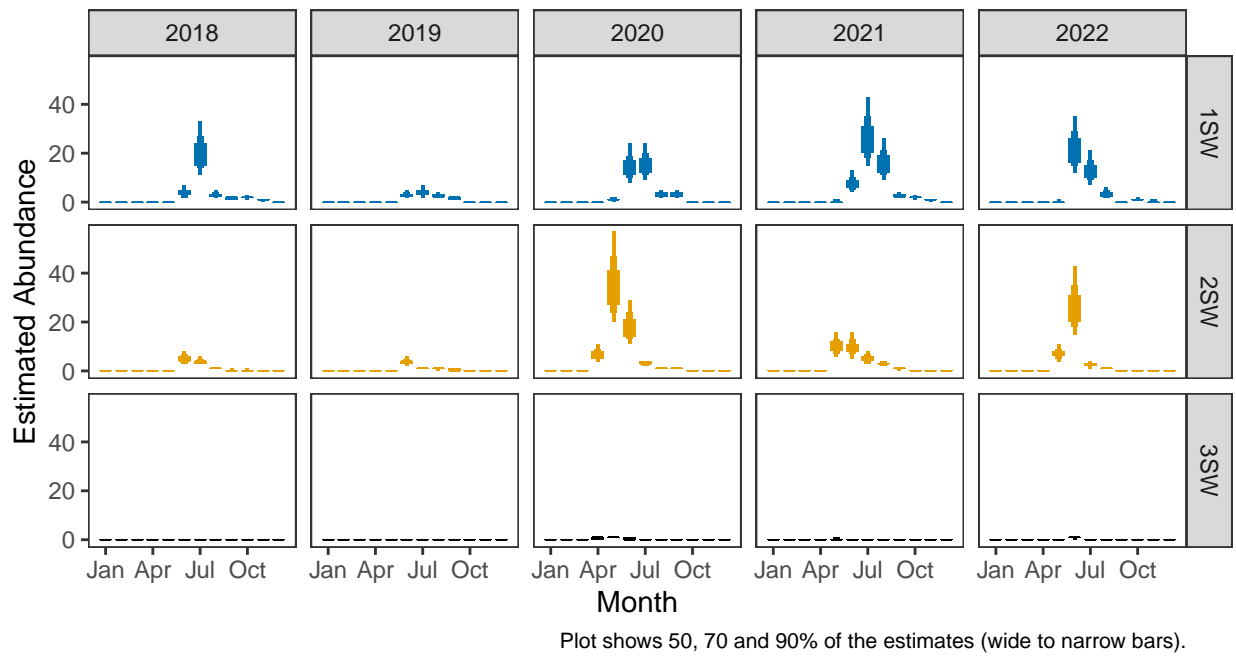 2018 2019 2020 2021 2022
Estimated Abundance
40
20
0
1SW
40
20
0
2SW
40
20
0
3SW
Jan Apr Jul Oct Jan Apr Jul Oct Jan Apr Jul Oct Jan Apr Jul Oct Jan Apr Jul Oct
Month
Plot shows 50, 70 and 90% of the estimates (wide to narrow bars).